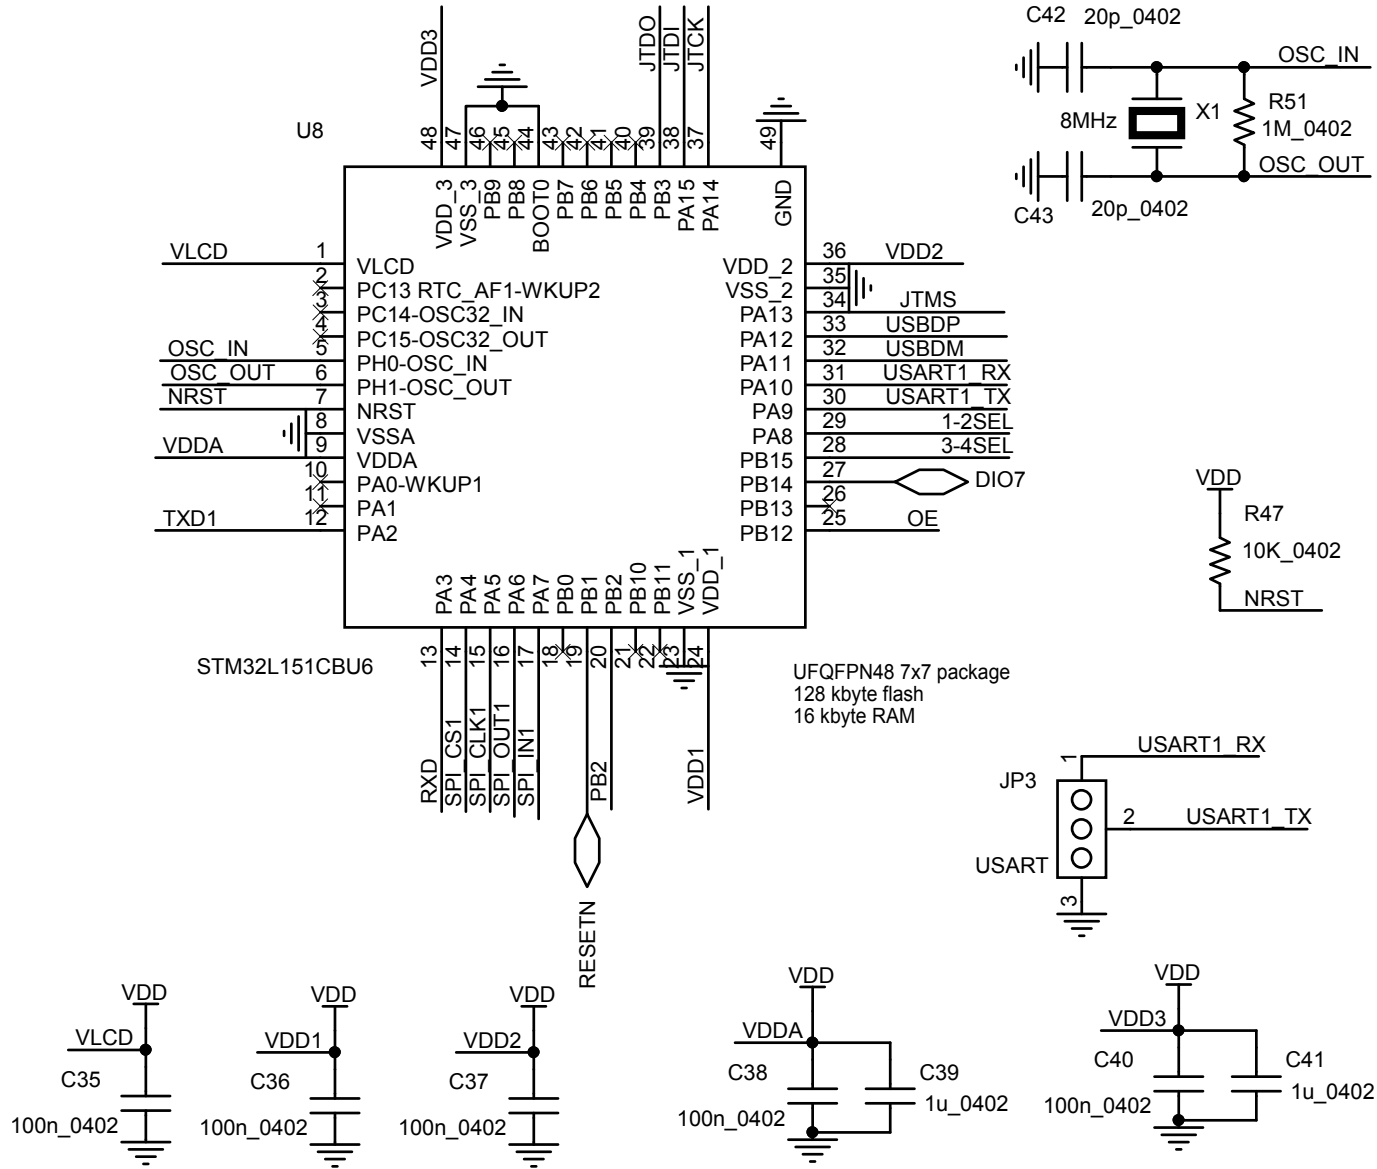 C42 20p_0402
OSC_IN
8MHz X1
R51
1M_0402
OSC_OUT
C43 20p_0402
U8
VDD3 JTDO JTDI JTCK
48 47 46 45 44 43 42 41 40 39 38 37 49
VDD_3 VSS_3 PB9 PB8 BOOT0 PB7 PB6 PB5 PB4 PB3 PA15 PA14 GND
VLCD 1 VLCD
2 PC13 RTC_AF1-WKUP2
3 PC14-OSC32_IN
4 PC15-OSC32_OUT
OSC_IN 5 PH0-OSC_IN
OSC_OUT 6 PH1-OSC_OUT
NRST 7 NRST
8 VSSA
VDDA 9 VDDA
10 PA0-WKUP1
11 PA1
TXD1 12 PA2
VDD_2 36 VDD2
VSS_2 35
PA13 34 JTMS
PA12 33 USBDP
PA11 32 USBDM
PA10 31 USART1_RX
PA9 30 USART1_TX
PA8 29 1-2SEL
PB15 28 3-4SEL
PB14 27 DIO7
PB13 26
PB12 25 OE
PA3 PA4 PA5 PA6 PA7 PB0 PB1 PB2 PB10 PB11 VSS_1 VDD_1
13 14 15 16 17 18 19 20 21 22 23 24
RXD SPI_CS1 SPI_CLK1 SPI_OUT1 SPI_IN1 PB2 VDD1
RESETN
STM32L151CBU6
UFQFPN48 7x7 package
128 kbyte flash
16 kbyte RAM
VDD
R47
10K_0402
NRST
1 USART1_RX
JP3
2 USART1_TX
USART
3
VDD
VLCD
C35
100n_0402
VDD
VDD1
C36
100n_0402
VDD
VDD2
C37
100n_0402
VDD
VDDA
C38 C39
100n_0402 1u_0402
VDD
VDD3
C40 C41
100n_0402 1u_0402